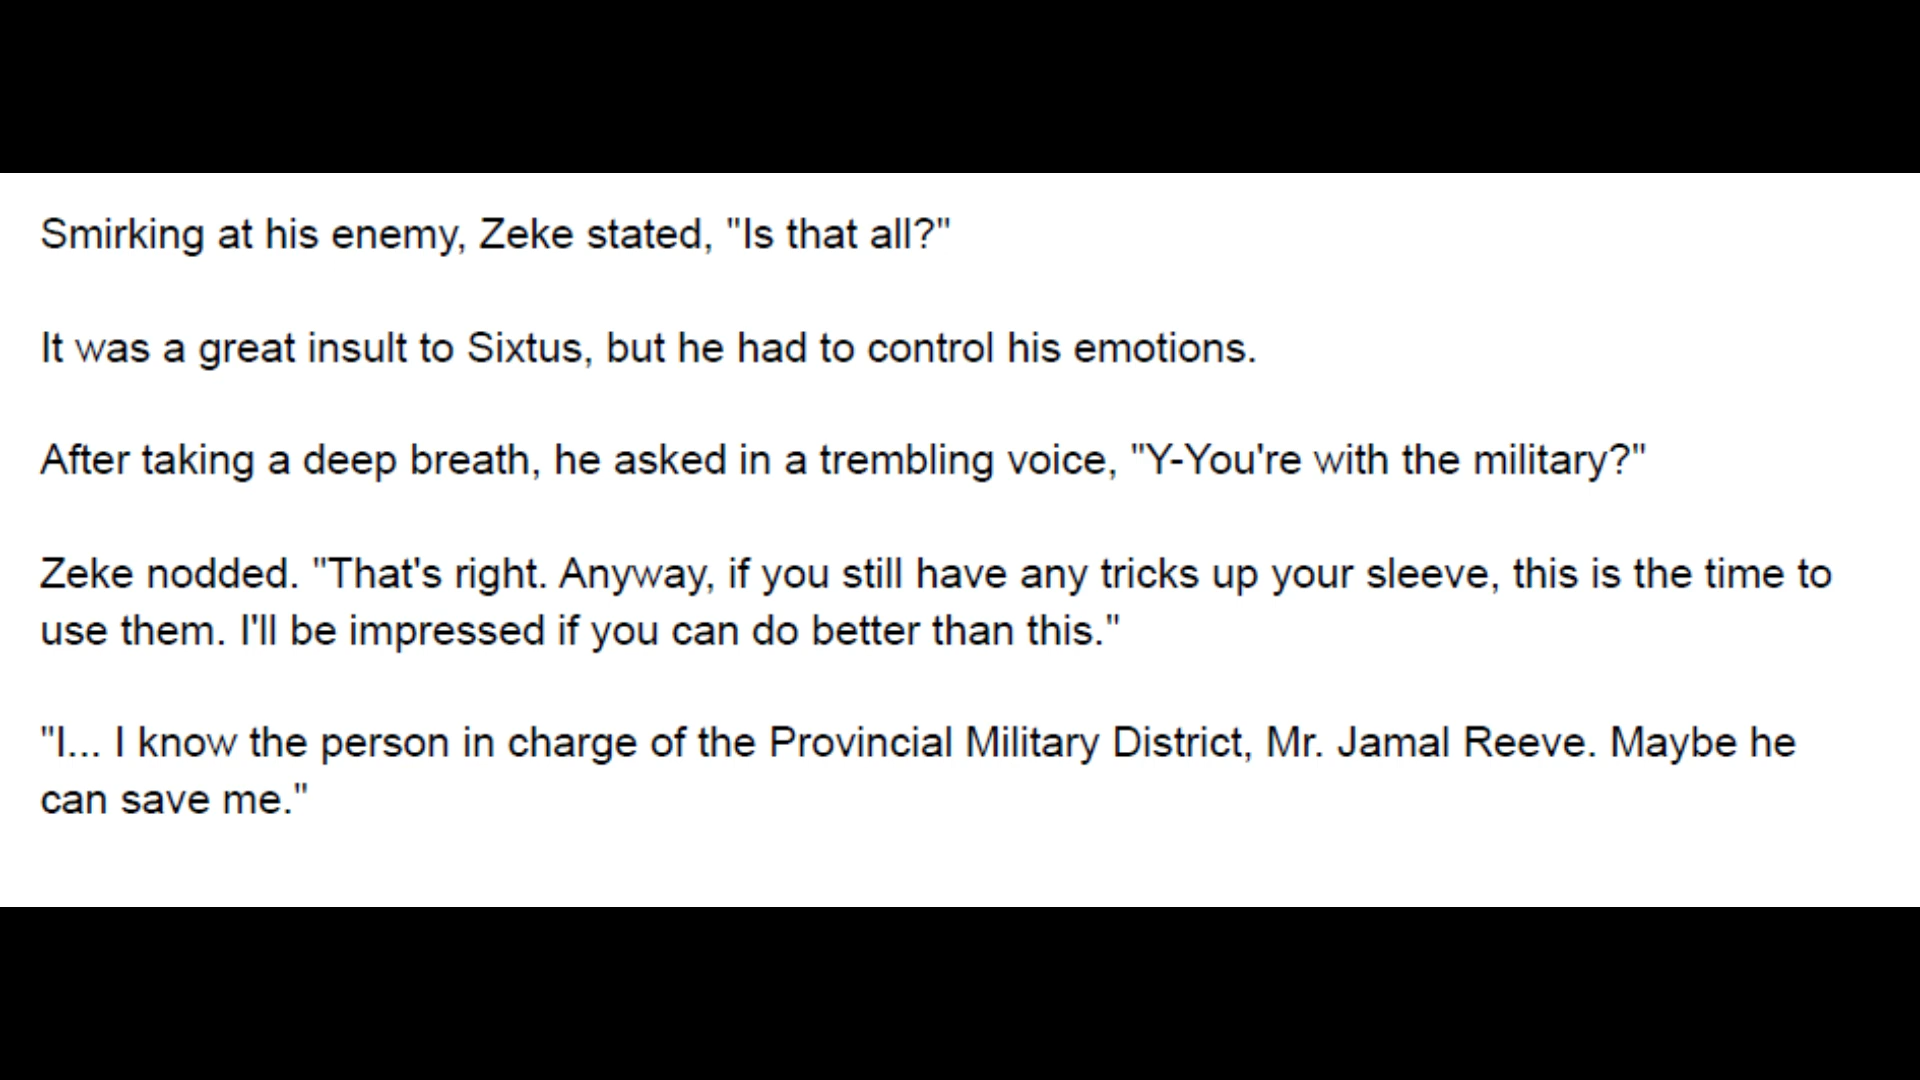 Smirking at his enemy, Zeke stated, "Is that all?"
It was a great insult to Sixtus, but he had to control his emotions.
After taking a deep breath, he asked in a trembling voice, "Y-You're with the military?"
Zeke nodded. "That's right. Anyway, if you still have any tricks up your sleeve, this is the time to
use them. I'll be impressed if you can do better than this."
"I... I know the person in charge of the Provincial Military District, Mr. Jamal Reeve. Maybe he
can save me."